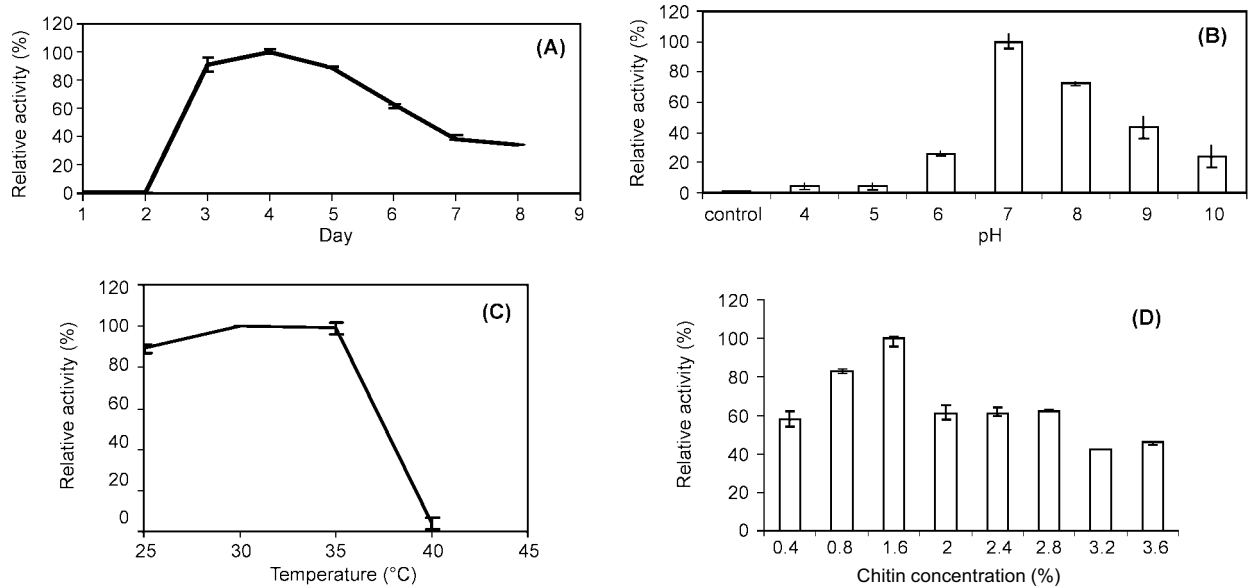 (A)
Relative activity (%)
120
100
80
60
40
20
0
1 2 3 4 5 6 7 8 9
Day
(B)
Relative activity (%)
120
100
80
60
40
20
0
control 4 5 6 7 8 9 10
pH
(C)
Relative activity (%)
120
100
80
60
40
20
0
25 30 35 40 45
Temperature (°C)
(D)
Relative activity (%)
120
100
80
60
40
20
0
0.4 0.8 1.6 2 2.4 2.8 3.2 3.6
Chitin concentration (%)